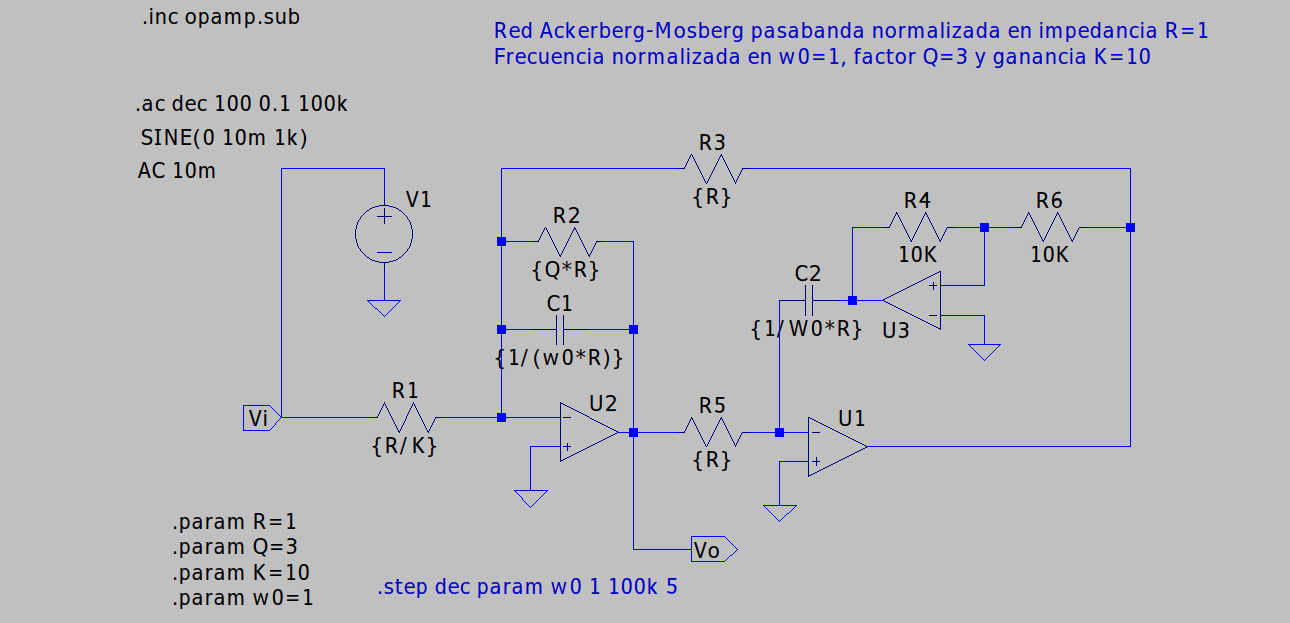 .inc opamp.sub
Red Ackerberg-Mosberg pasabanda normalizada en impedancia R=1
Frecuencia normalizada en w0=1, factor Q=3 y ganancia K=10
.ac dec 100 0.1 100k
SINE(0 10m 1k)
AC 10m
V1
R3
{R}
R2
{Q*R}
R4
10K
R6
10K
C1
{1/(w0*R)}
C2
{1/W0*R}
+
−
U3
Vi
R1
{R/K}
−
+
U2
R5
{R}
−
+
U1
Vo
.param R=1
.param Q=3
.param K=10
.param w0=1
.step dec param w0 1 100k 5